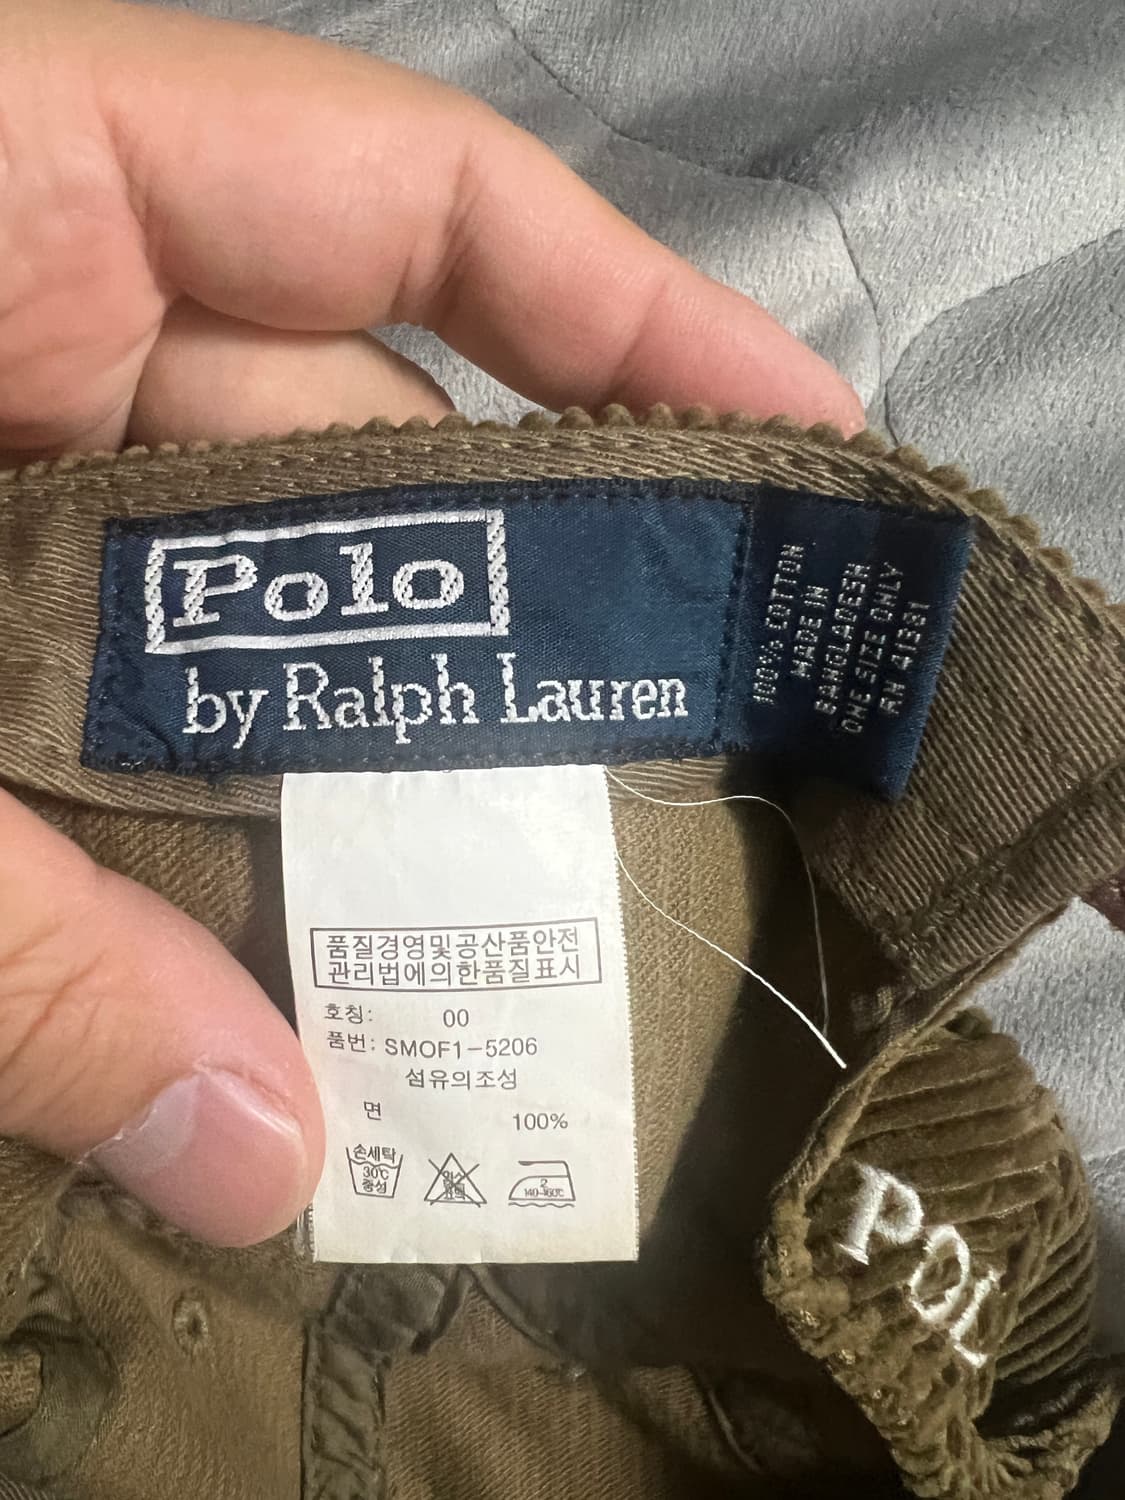 Polo
by Ralph Lauren
100% COTTON
MADE IN
BANGLADESH
ONE SIZE ONLY
RN 41381
품질경영및공산품안전
관리법에의한품질표시
호칭: 00
품번: SMOF1-5206
섬유의조성
면 100%
손세탁
30℃
중성
2
140~160℃
POL